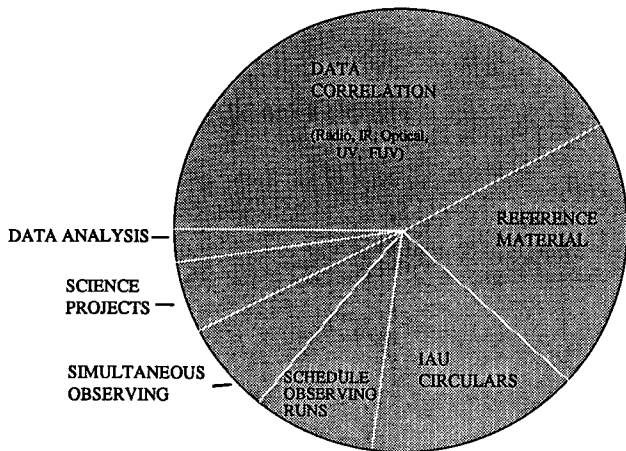 DATA
CORRELATION
(Radio, IR, Optical,
UV, FUV)
REFERENCE
MATERIAL
DATA ANALYSIS
SCIENCE
PROJECTS
SIMULTANEOUS
OBSERVING
SCHEDULE
OBSERVING
RUNS
IAU
CIRCULARS